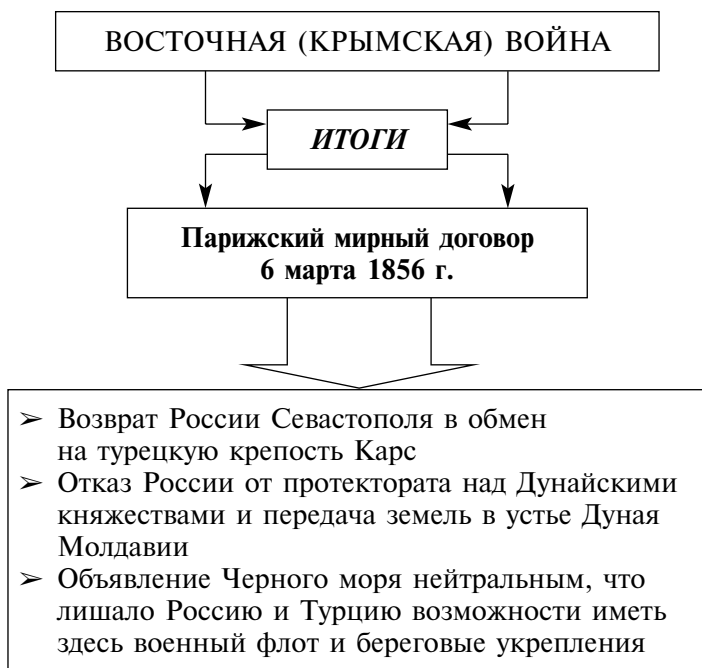 ВОСТОЧНАЯ (КРЫМСКАЯ) ВОЙНА
ИТОГИ
Парижский мирный договор
6 марта 1856 г.
➢ Возврат России Севастополя в обмен
на турецкую крепость Карс
➢ Отказ России от протектората над Дунайскими
княжествами и передача земель в устье Дуная
Молдавии
➢ Объявление Черного моря нейтральным, что
лишало Россию и Турцию возможности иметь
здесь военный флот и береговые укрепления